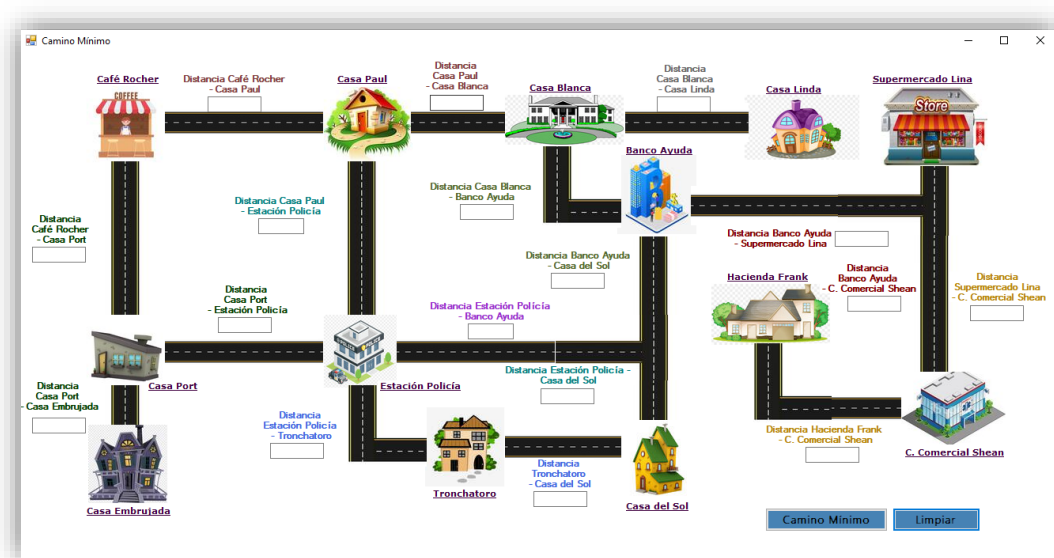 Camino Mínimo
Café Rocher
Distancia Café Rocher
- Casa Paul
Casa Paul
Distancia
Casa Paul
- Casa Blanca
Casa Blanca
Distancia
Casa Blanca
- Casa Linda
Casa Linda
Supermercado Lina
COFFEE
Store
Banco Ayuda
Distancia Casa Paul
- Estación Policía
Distancia Casa Blanca
- Banco Ayuda
Distancia
Café Rocher
- Casa Port
Distancia Banco Ayuda
- Supermercado Lina
Distancia Banco Ayuda
- Casa del Sol
Hacienda Frank
Distancia
Banco Ayuda
- C. Comercial Shean
Distancia
Supermercado Lina
- C. Comercial Shean
Distancia
Casa Port
- Estación Policía
Distancia Estación Polícía
- Banco Ayuda
Casa Port
Estación Policía
Distancia Estación Policía -
Casa del Sol
Distancia
Casa Port
- Casa Embrujada
Distancia
Estación Policía
- Tronchatoro
Distancia Hacienda Frank
- C. Comercial Shean
C. Comercial Shean
Distancia
Tronchatoro
- Casa del Sol
Tronchatoro
Casa Embrujada
Casa del Sol
Camino Mínimo
Limpiar